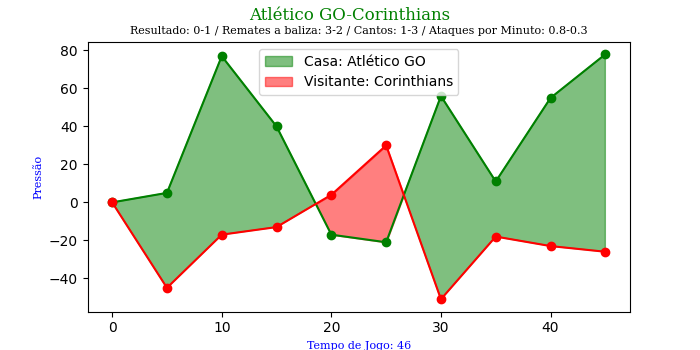 Atlético GO-Corinthians
Resultado: 0-1 / Remates a baliza: 3-2 / Cantos: 1-3 / Ataques por Minuto: 0.8-0.3
Casa: Atlético GO
Visitante: Corinthians
Pressão
80
60
40
20
0
−20
−40
0
10
20
30
40
Tempo de Jogo: 46